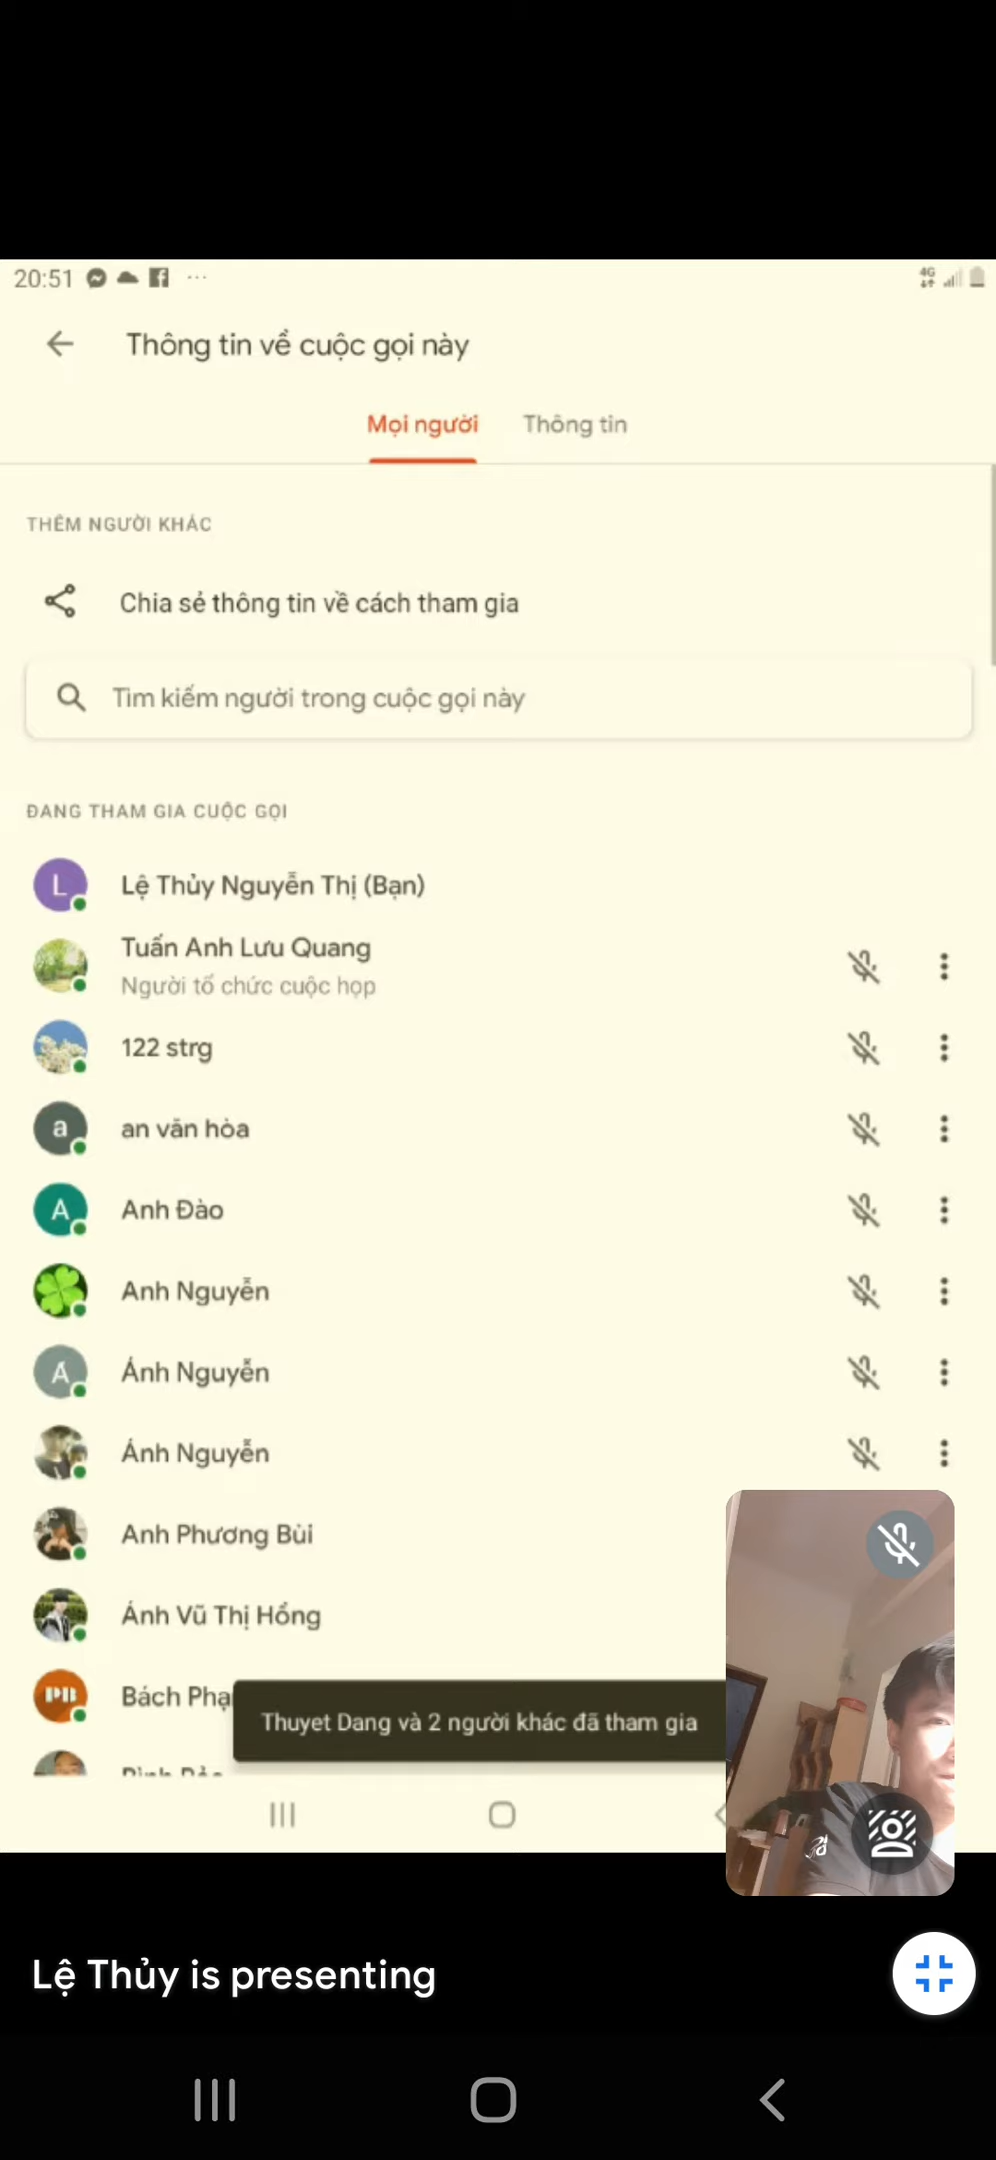 20:51
4G
Thông tin về cuộc gọi này
Mọi người
Thông tin
THÊM NGƯỜI KHÁC
Chia sẻ thông tin về cách tham gia
Tìm kiếm người trong cuộc gọi này
ĐANG THAM GIA CUỘC GỌI
L
Lệ Thủy Nguyễn Thị (Bạn)
Tuấn Anh Lưu Quang
Người tổ chức cuộc họp
122 strg
a
an văn hòa
A
Anh Đào
Anh Nguyễn
Á
Ánh Nguyễn
Ánh Nguyễn
Anh Phương Bùi
Ánh Vũ Thị Hồng
PB
Bách Phạ
Thuyet Dang và 2 người khác đã tham gia
Lệ Thủy is presenting